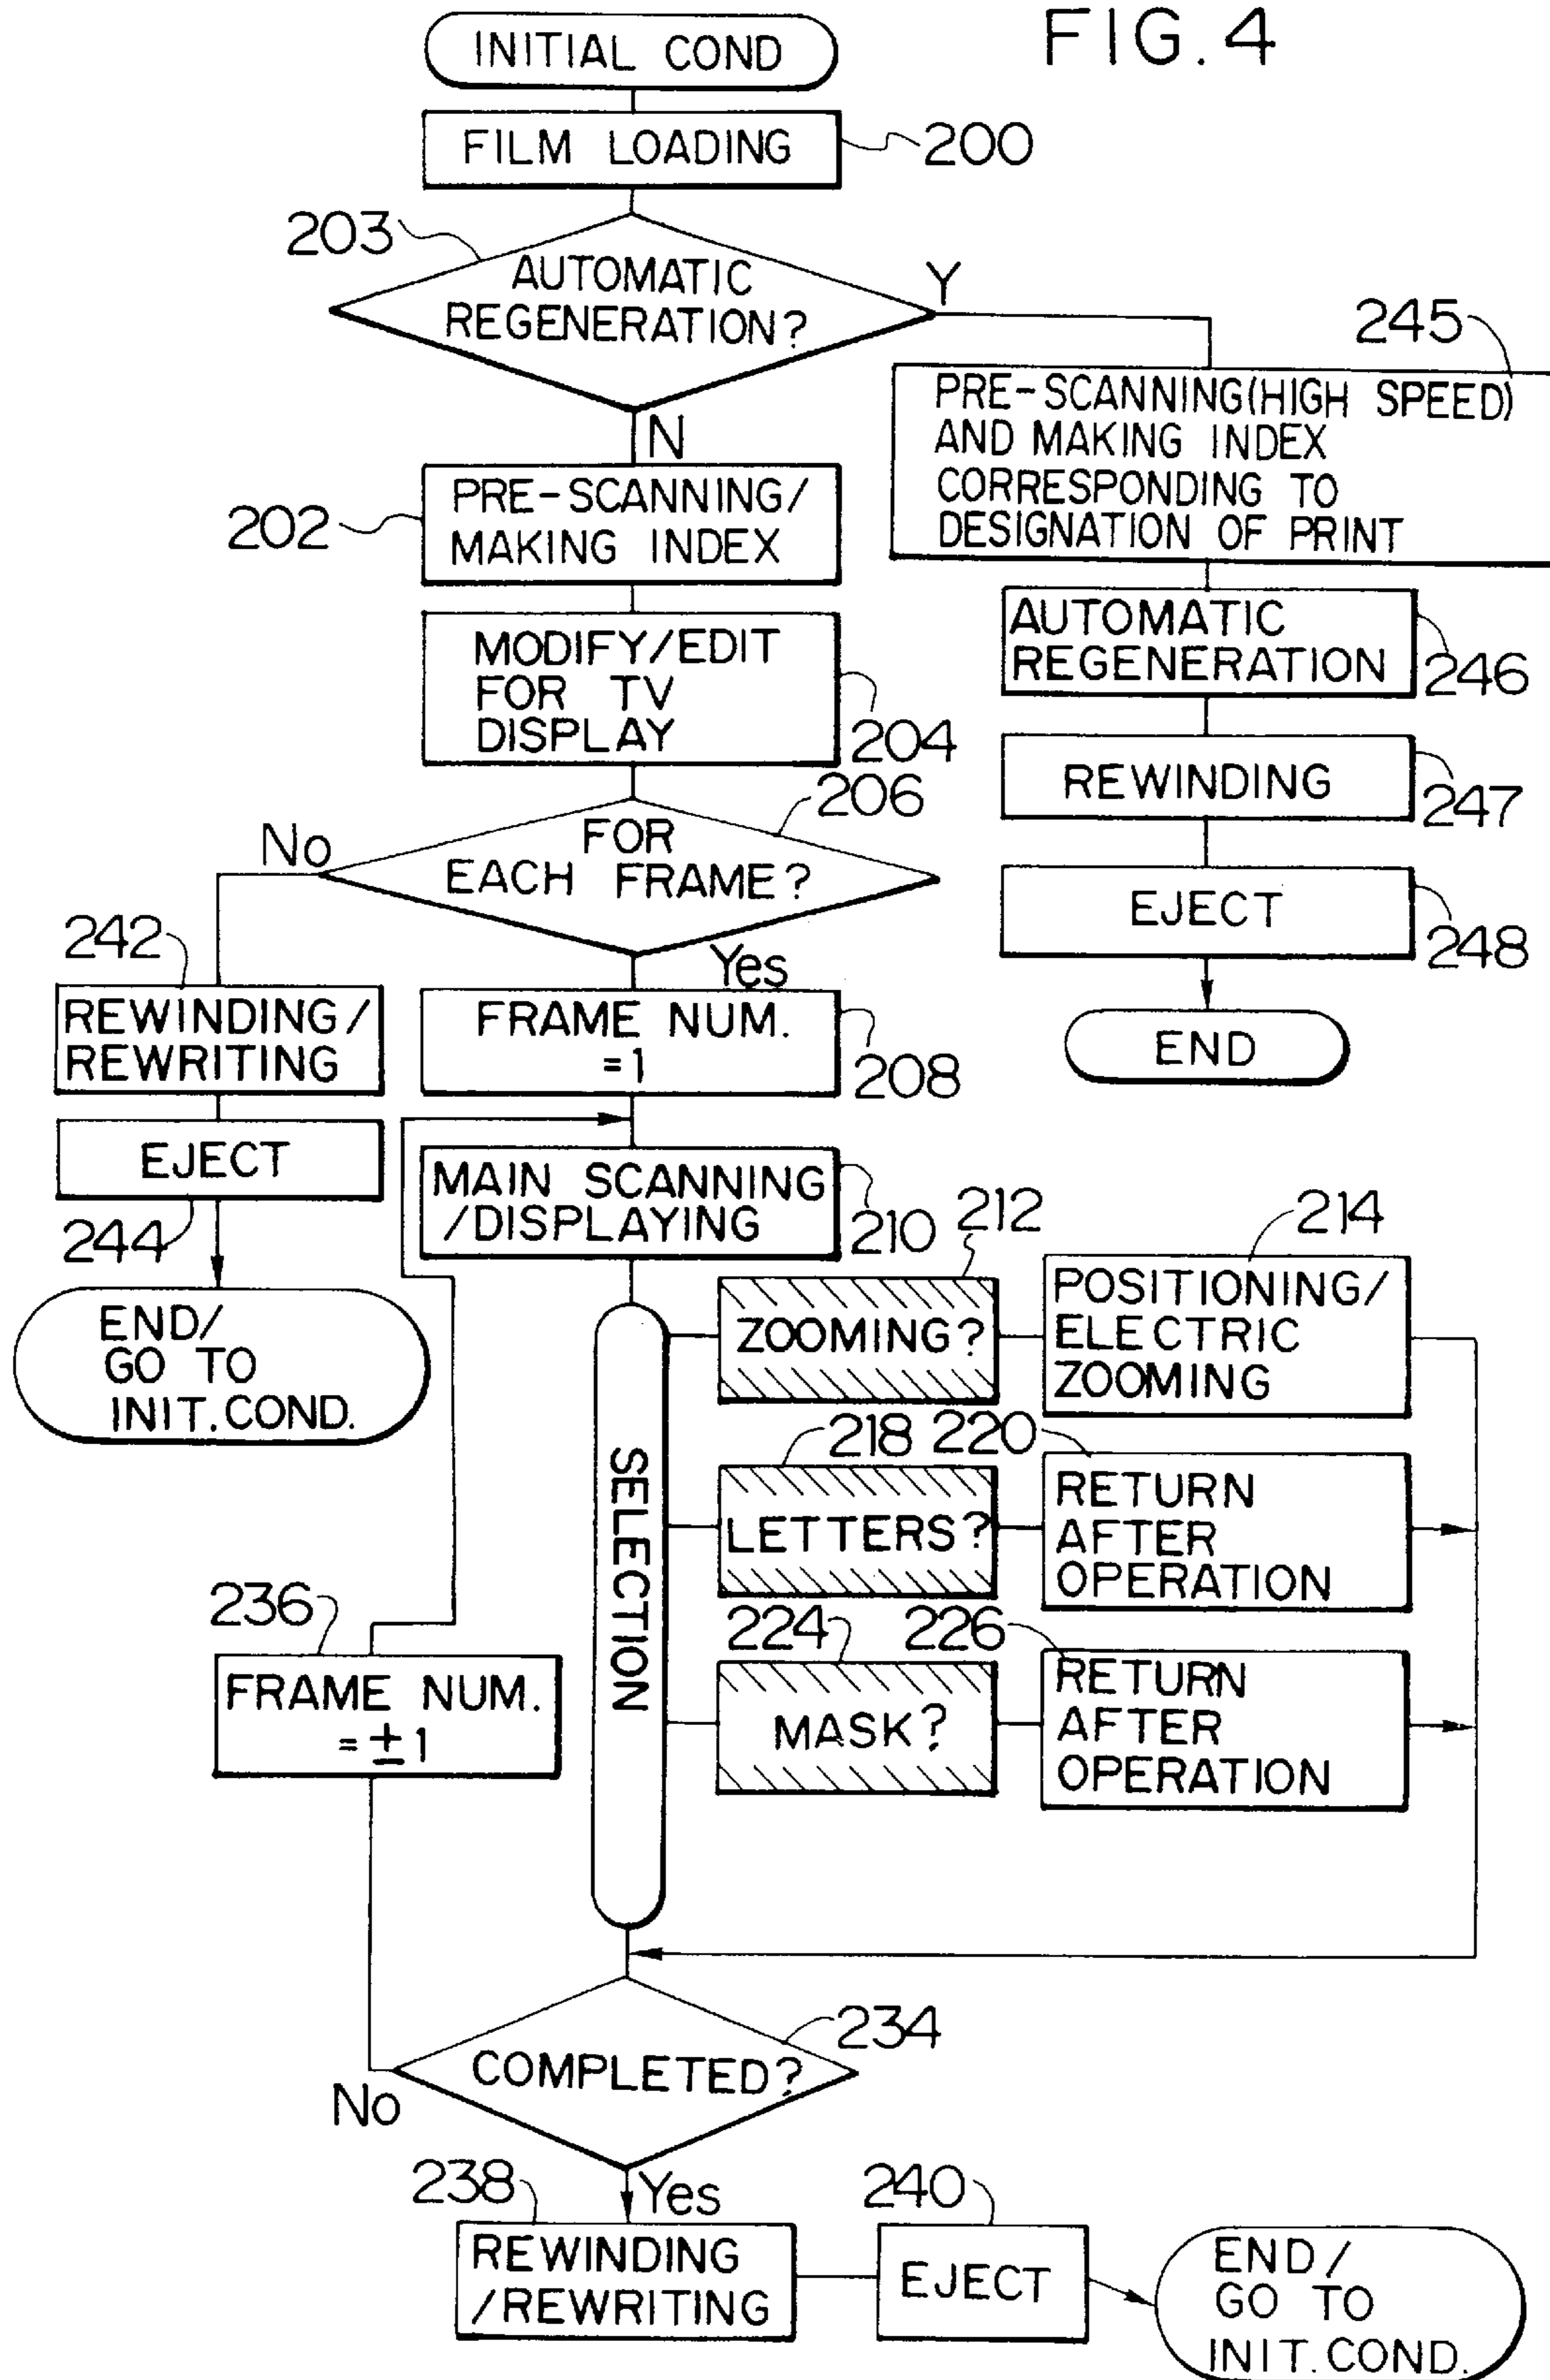 FIG. 4
INITIAL COND
FILM LOADING
200
203
AUTOMATIC
REGENERATION?
Y
N
245
PRE-SCANNING(HIGH SPEED)
AND MAKING INDEX
CORRESPONDING TO
DESIGNATION OF PRINT
202
PRE-SCANNING/
MAKING INDEX
AUTOMATIC
REGENERATION
246
MODIFY/EDIT
FOR TV
DISPLAY
204
REWINDING
247
206
FOR
EACH FRAME?
No
Yes
EJECT
248
END
242
REWINDING/
REWRITING
FRAME NUM.
=1
208
EJECT
244
END/
GO TO
INIT.COND.
MAIN SCANNING
/DISPLAYING
210
SELECTION
212
ZOOMING?
214
POSITIONING/
ELECTRIC
ZOOMING
218
LETTERS?
220
RETURN
AFTER
OPERATION
224
MASK?
226
RETURN
AFTER
OPERATION
236
FRAME NUM.
=±1
234
COMPLETED?
No
Yes
238
REWINDING
/REWRITING
240
EJECT
END/
GO TO
INIT.COND.